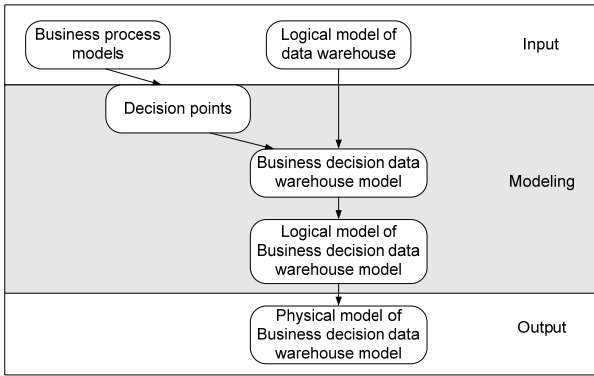 Business process
models
Logical model of
data warehouse
Input
Decision points
Business decision data
warehouse model
Modeling
Logical model of
Business decision data
warehouse model
Physical model of
Business decision data
warehouse model
Output